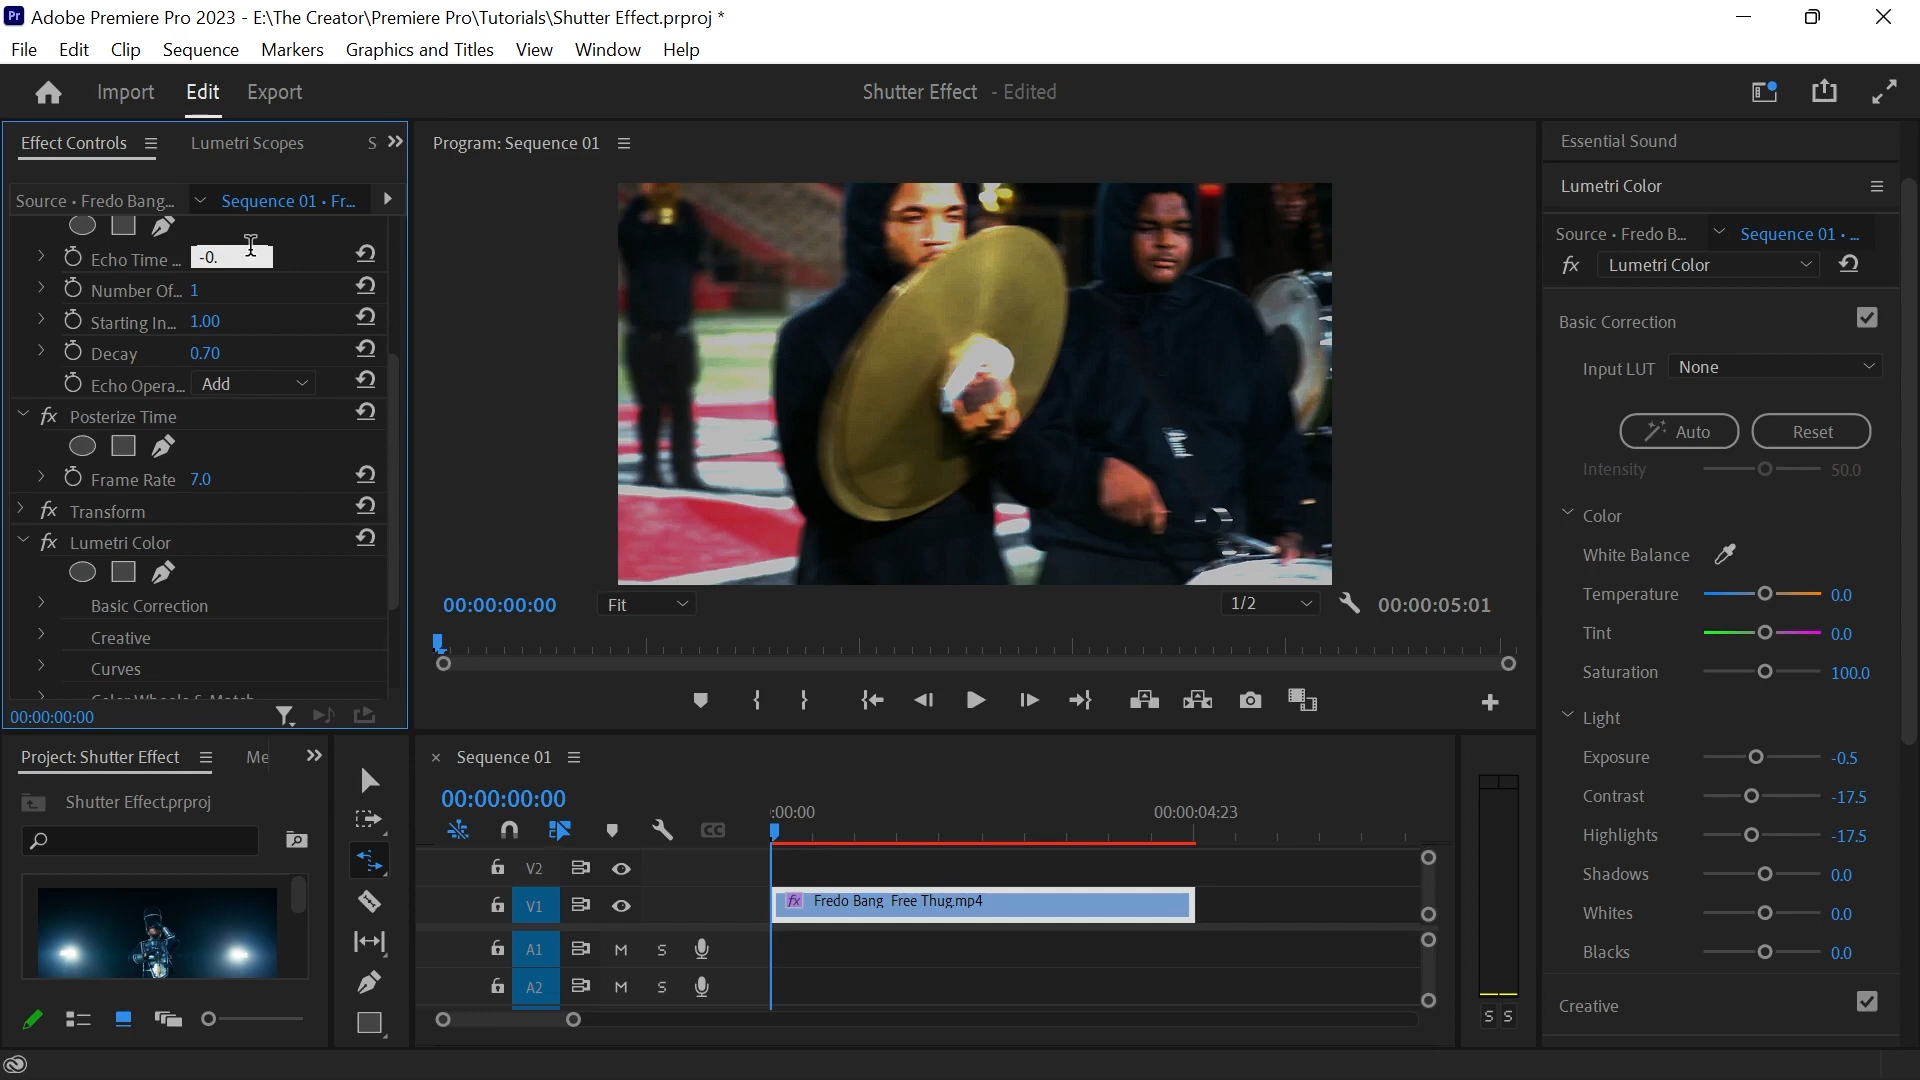 Pr Adobe Premiere Pro 2023 - E:\The Creator\Premiere Pro\Tutorials\Shutter Effect.prproj *
File Edit Clip Sequence Markers Graphics and Titles View Window Help
Import Edit Export
Shutter Effect - Edited
Effect Controls Lumetri Scopes S
Source • Fredo Bang... Sequence 01 • Fr...
Echo Time ... -0.
Number Of... 1
Starting In... 1.00
Decay 0.70
Echo Opera... Add
fx Posterize Time
Frame Rate 7.0
fx Transform
fx Lumetri Color
Basic Correction
Creative
Curves
00:00:00:00
Program: Sequence 01
00:00:00:00 Fit 1/2 00:00:05:01
Essential Sound
Lumetri Color
Source • Fredo B... Sequence 01 • ...
fx Lumetri Color
Basic Correction
Input LUT None
Auto Reset
Intensity 50.0
Color
White Balance
Temperature 0.0
Tint 0.0
Saturation 100.0
Light
Exposure -0.5
Contrast -17.5
Highlights -17.5
Shadows 0.0
Whites 0.0
Blacks 0.0
Creative
Project: Shutter Effect Me
Shutter Effect.prproj
× Sequence 01
00:00:00:00
:00:00 00:00:04:23
CC
V2
V1 fx Fredo Bang Free Thug.mp4
A1 M S
A2 M S
S S